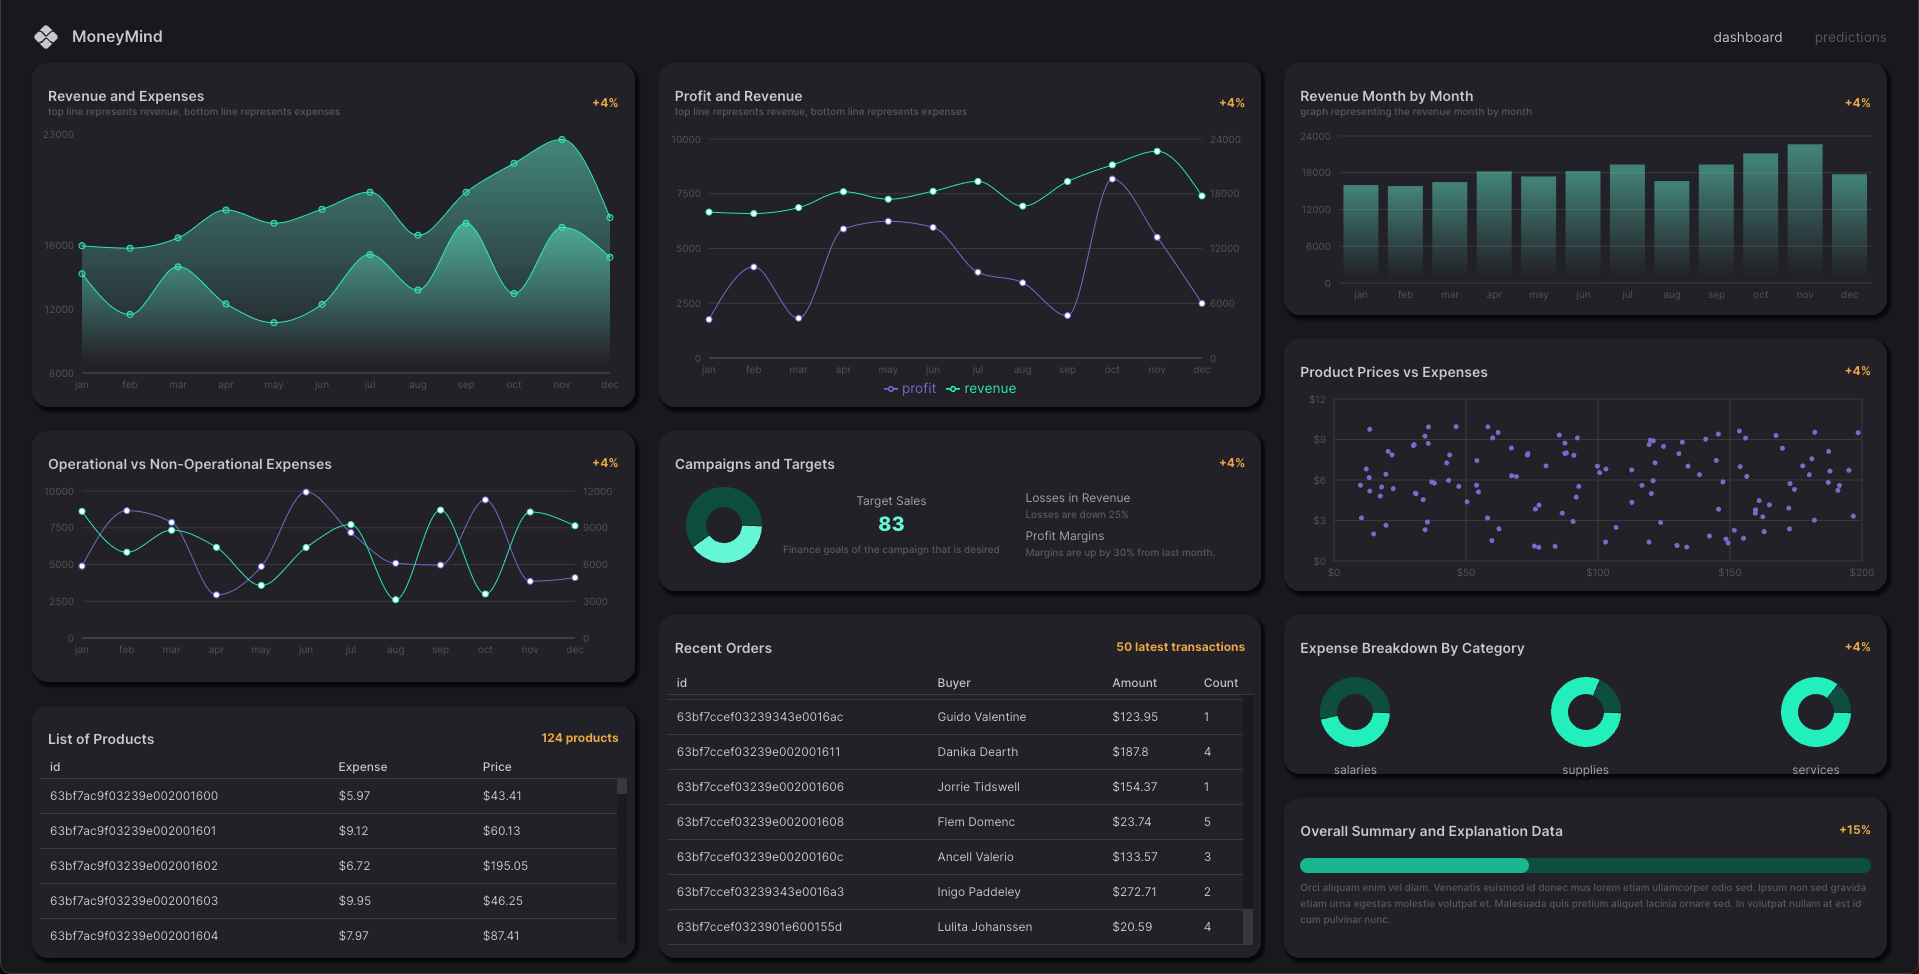 MoneyMind
dashboard predictions
Revenue and Expenses
top line represents revenue, bottom line represents expenses
+4%
23000
16000
12000
8000
jan feb mar apr may jun jul aug sep oct nov dec
Profit and Revenue
top line represents revenue, bottom line represents expenses
+4%
10000 24000
7500 18000
5000 12000
2500 6000
0 0
jan feb mar apr may jun jul aug sep oct nov dec
profit revenue
Revenue Month by Month
graph representing the revenue month by month
+4%
24000
18000
12000
6000
0
jan feb mar apr may jun jul aug sep oct nov dec
Product Prices vs Expenses
+4%
$12
$9
$6
$3
$0
$0 $50 $100 $150 $200
Operational vs Non-Operational Expenses
+4%
10000 12000
7500 9000
5000 6000
2500 3000
0 0
jan feb mar apr may jun jul aug sep oct nov dec
Campaigns and Targets
+4%
Target Sales
83
Finance goals of the campaign that is desired
Losses in Revenue
Losses are down 25%
Profit Margins
Margins are up by 30% from last month.
List of Products
124 products
id Expense Price
63bf7ac9f03239e002001600 $5.97 $43.41
63bf7ac9f03239e002001601 $9.12 $60.13
63bf7ac9f03239e002001602 $6.72 $195.05
63bf7ac9f03239e002001603 $9.95 $46.25
63bf7ac9f03239e002001604 $7.97 $87.41
Recent Orders
50 latest transactions
id Buyer Amount Count
63bf7ccef03239343e0016ac Guido Valentine $123.95 1
63bf7ccef03239e002001611 Danika Dearth $187.8 4
63bf7ccef03239e002001606 Jorrie Tidswell $154.37 1
63bf7ccef03239e002001608 Flem Domenc $23.74 5
63bf7ccef03239e00200160c Ancell Valerio $133.57 3
63bf7ccef03239343e0016a3 Inigo Paddeley $272.71 2
63bf7ccef0323901e600155d Lulita Johanssen $20.59 4
Expense Breakdown By Category
+4%
salaries supplies services
Overall Summary and Explanation Data
+15%
Orci aliquam enim vel diam. Venenatis euismod id donec mus lorem etiam ullamcorper odio sed. Ipsum non sed gravida
etiam urna egestas molestie volutpat et. Malesuada quis pretium aliquet lacinia ornare sed. In volutpat nullam at est id
cum pulvinar nunc.